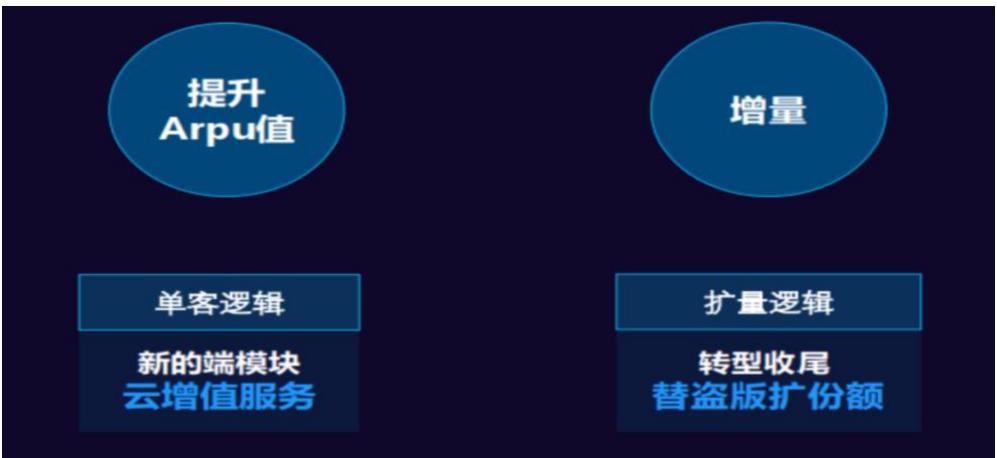 提升
Arpu值
增量
单客逻辑
扩量逻辑
新的端模块
云增值服务
转型收尾
替盗版扩份额